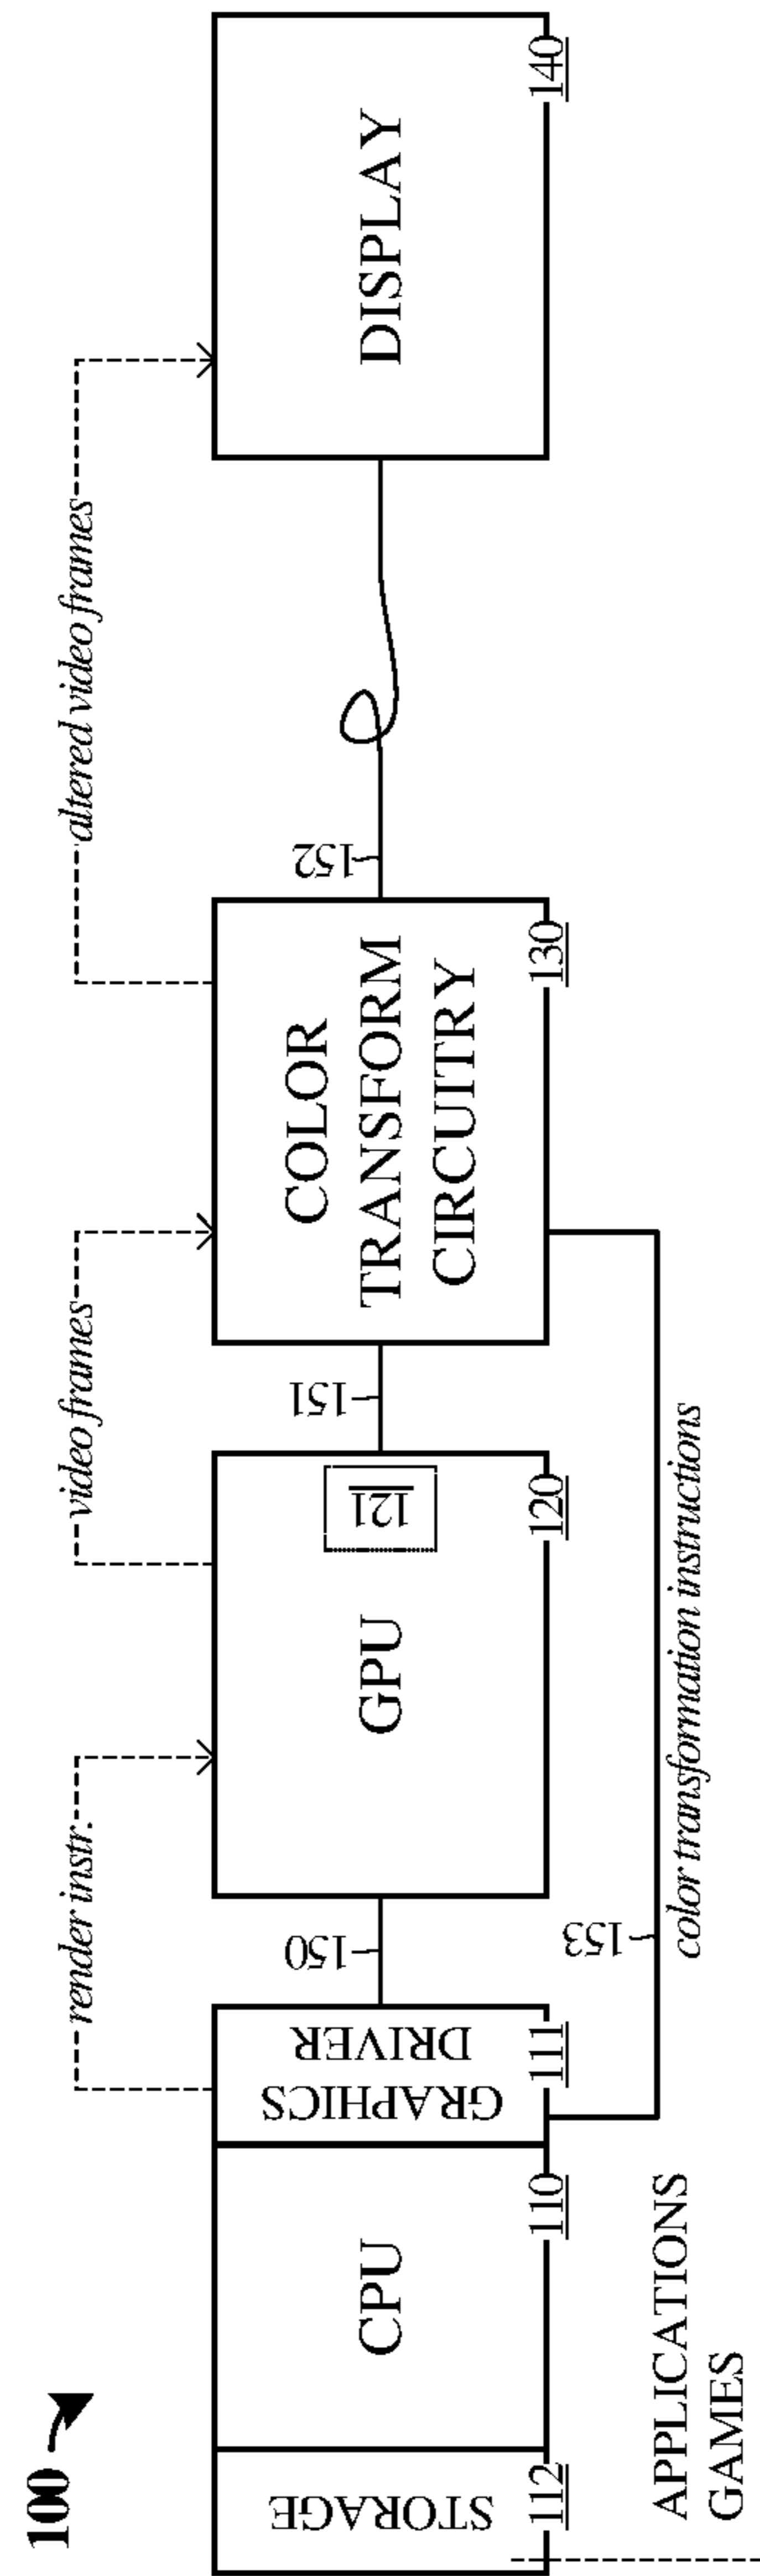 100
render instr.
video frames
altered video frames
STORAGE
112
CPU
110
GRAPHICS
DRIVER
111
150
GPU
121
120
151
COLOR
TRANSFORM
CIRCUITRY
130
152
DISPLAY
140
153
color transformation instructions
APPLICATIONS
GAMES